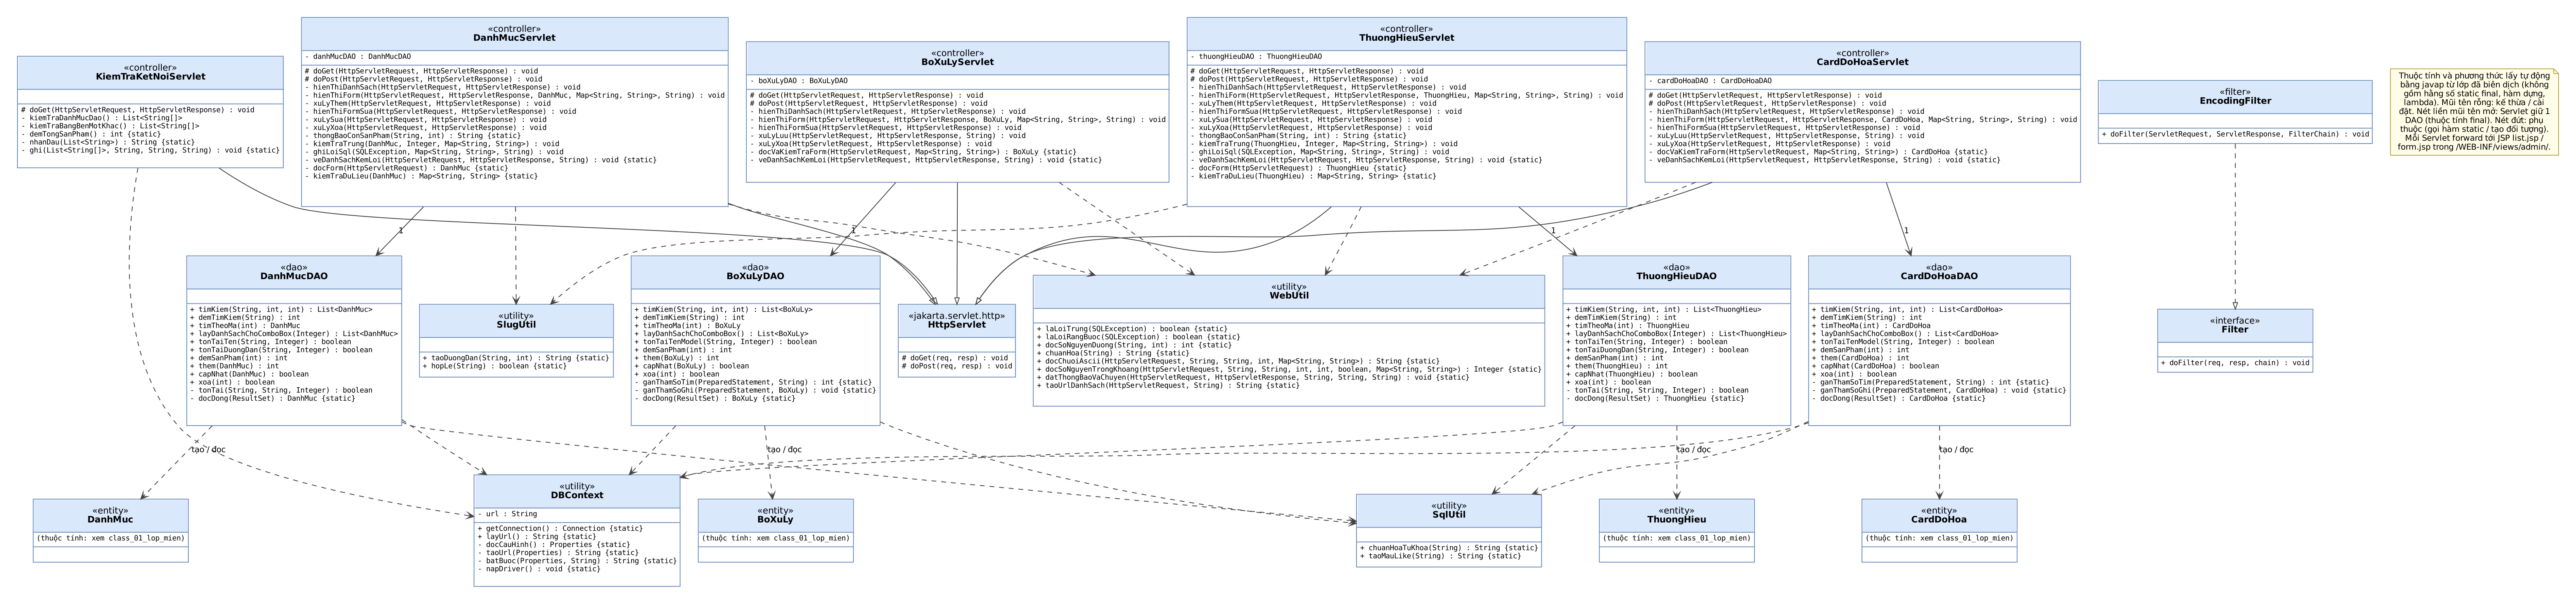 «controller»
KiemTraKetNoiServlet
# doGet(HttpServletRequest, HttpServletResponse) : void
- kiemTraDanhMucDao() : List<String[]>
- kiemTraBangBenMotKhac() : List<String[]>
- demTongSanPham() : int {static}
- nhanDau(List<String>) : String {static}
- ghi(List<String[]>, String, String, String) : void {static}
«controller»
DanhMucServlet
- danhMucDAO : DanhMucDAO
# doGet(HttpServletRequest, HttpServletResponse) : void
# doPost(HttpServletRequest, HttpServletResponse) : void
- hienThiDanhSach(HttpServletRequest, HttpServletResponse) : void
- hienThiForm(HttpServletRequest, HttpServletResponse, DanhMuc, Map<String, String>, String) : void
- xuLyThem(HttpServletRequest, HttpServletResponse) : void
- hienThiFormSua(HttpServletRequest, HttpServletResponse) : void
- xuLySua(HttpServletRequest, HttpServletResponse) : void
- xuLyXoa(HttpServletRequest, HttpServletResponse) : void
- thongBaoConSanPham(String, int) : String {static}
- kiemTraTrung(DanhMuc, Integer, Map<String, String>) : void
- ghiLoiSql(SQLException, Map<String, String>, String) : void
- veDanhSachKemLoi(HttpServletRequest, HttpServletResponse, String) : void {static}
- docForm(HttpServletRequest) : DanhMuc {static}
- kiemTraDuLieu(DanhMuc) : Map<String, String> {static}
«controller»
BoXuLyServlet
- boXuLyDAO : BoXuLyDAO
# doGet(HttpServletRequest, HttpServletResponse) : void
# doPost(HttpServletRequest, HttpServletResponse) : void
- hienThiDanhSach(HttpServletRequest, HttpServletResponse) : void
- hienThiForm(HttpServletRequest, HttpServletResponse, BoXuLy, Map<String, String>, String) : void
- hienThiFormSua(HttpServletRequest, HttpServletResponse) : void
- xuLyLuu(HttpServletRequest, HttpServletResponse, String) : void
- xuLyXoa(HttpServletRequest, HttpServletResponse) : void
- docVaKiemTraForm(HttpServletRequest, Map<String, String>) : BoXuLy {static}
- veDanhSachKemLoi(HttpServletRequest, HttpServletResponse, String) : void {static}
«controller»
ThuongHieuServlet
- thuongHieuDAO : ThuongHieuDAO
# doGet(HttpServletRequest, HttpServletResponse) : void
# doPost(HttpServletRequest, HttpServletResponse) : void
- hienThiDanhSach(HttpServletRequest, HttpServletResponse) : void
- hienThiForm(HttpServletRequest, HttpServletResponse, ThuongHieu, Map<String, String>, String) : void
- xuLyThem(HttpServletRequest, HttpServletResponse) : void
- hienThiFormSua(HttpServletRequest, HttpServletResponse) : void
- xuLySua(HttpServletRequest, HttpServletResponse) : void
- xuLyXoa(HttpServletRequest, HttpServletResponse) : void
- thongBaoConSanPham(String, int) : String {static}
- kiemTraTrung(ThuongHieu, Integer, Map<String, String>) : void
- ghiLoiSql(SQLException, Map<String, String>, String) : void
- veDanhSachKemLoi(HttpServletRequest, HttpServletResponse, String) : void {static}
- docForm(HttpServletRequest) : ThuongHieu {static}
- kiemTraDuLieu(ThuongHieu) : Map<String, String> {static}
«controller»
CardDoHoaServlet
- cardDoHoaDAO : CardDoHoaDAO
# doGet(HttpServletRequest, HttpServletResponse) : void
# doPost(HttpServletRequest, HttpServletResponse) : void
- hienThiDanhSach(HttpServletRequest, HttpServletResponse) : void
- hienThiForm(HttpServletRequest, HttpServletResponse, CardDoHoa, Map<String, String>, String) : void
- hienThiFormSua(HttpServletRequest, HttpServletResponse) : void
- xuLyLuu(HttpServletRequest, HttpServletResponse, String) : void
- xuLyXoa(HttpServletRequest, HttpServletResponse) : void
- docVaKiemTraForm(HttpServletRequest, Map<String, String>) : CardDoHoa {static}
- veDanhSachKemLoi(HttpServletRequest, HttpServletResponse, String) : void {static}
«filter»
EncodingFilter
+ doFilter(ServletRequest, ServletResponse, FilterChain) : void
Thuộc tính và phương thức lấy tự động
bằng javap từ lớp đã biên dịch (không
gồm hằng số static final, hàm dựng,
lambda). Mũi tên rỗng: kế thừa / cài
đặt. Nét liền mũi tên mở: Servlet giữ 1
DAO (thuộc tính final). Nét đứt: phụ
thuộc (gọi hàm static / tạo đối tượng).
Mỗi Servlet forward tới JSP list.jsp /
form.jsp trong /WEB-INF/views/admin/.
1
1
1
1
«dao»
DanhMucDAO
+ timKiem(String, int, int) : List<DanhMuc>
+ demTimKiem(String) : int
+ timTheoMa(int) : DanhMuc
+ layDanhSachChoComboBox(Integer) : List<DanhMuc>
+ tonTaiTen(String, Integer) : boolean
+ tonTaiDuongDan(String, Integer) : boolean
+ demSanPham(int) : int
+ them(DanhMuc) : int
+ capNhat(DanhMuc) : boolean
+ xoa(int) : boolean
- tonTai(String, String, Integer) : boolean
- docDong(ResultSet) : DanhMuc {static}
«utility»
SlugUtil
+ taoDuongDan(String, int) : String {static}
+ hopLe(String) : boolean {static}
«dao»
BoXuLyDAO
+ timKiem(String, int, int) : List<BoXuLy>
+ demTimKiem(String) : int
+ timTheoMa(int) : BoXuLy
+ layDanhSachChoComboBox() : List<BoXuLy>
+ tonTaiTenModel(String, Integer) : boolean
+ demSanPham(int) : int
+ them(BoXuLy) : int
+ capNhat(BoXuLy) : boolean
+ xoa(int) : boolean
- ganThamSoTim(PreparedStatement, String) : int {static}
- ganThamSoGhi(PreparedStatement, BoXuLy) : void {static}
- docDong(ResultSet) : BoXuLy {static}
«jakarta.servlet.http»
HttpServlet
# doGet(req, resp) : void
# doPost(req, resp) : void
«utility»
WebUtil
+ laLoiTrung(SQLException) : boolean {static}
+ laLoiRangBuoc(SQLException) : boolean {static}
+ docSoNguyenDuong(String, int) : int {static}
+ chuanHoa(String) : String {static}
+ docChuoiAscii(HttpServletRequest, String, String, int, Map<String, String>) : String {static}
+ docSoNguyenTrongKhoang(HttpServletRequest, String, String, int, int, boolean, Map<String, String>) : Integer {static}
+ datThongBaoVaChuyen(HttpServletRequest, HttpServletResponse, String, String, String) : void {static}
+ taoUrlDanhSach(HttpServletRequest, String) : String {static}
«dao»
ThuongHieuDAO
+ timKiem(String, int, int) : List<ThuongHieu>
+ demTimKiem(String) : int
+ timTheoMa(int) : ThuongHieu
+ layDanhSachChoComboBox(Integer) : List<ThuongHieu>
+ tonTaiTen(String, Integer) : boolean
+ tonTaiDuongDan(String, Integer) : boolean
+ demSanPham(int) : int
+ them(ThuongHieu) : int
+ capNhat(ThuongHieu) : boolean
+ xoa(int) : boolean
- tonTai(String, String, Integer) : boolean
- docDong(ResultSet) : ThuongHieu {static}
«dao»
CardDoHoaDAO
+ timKiem(String, int, int) : List<CardDoHoa>
+ demTimKiem(String) : int
+ timTheoMa(int) : CardDoHoa
+ layDanhSachChoComboBox() : List<CardDoHoa>
+ tonTaiTenModel(String, Integer) : boolean
+ demSanPham(int) : int
+ them(CardDoHoa) : int
+ capNhat(CardDoHoa) : boolean
+ xoa(int) : boolean
- ganThamSoTim(PreparedStatement, String) : int {static}
- ganThamSoGhi(PreparedStatement, CardDoHoa) : void {static}
- docDong(ResultSet) : CardDoHoa {static}
«interface»
Filter
+ doFilter(req, resp, chain) : void
tạo / đọc
tạo / đọc
tạo / đọc
tạo / đọc
«entity»
DanhMuc
(thuộc tính: xem class_01_lop_mien)
«utility»
DBContext
- url : String
+ getConnection() : Connection {static}
+ layUrl() : String {static}
- docCauHinh() : Properties {static}
- taoUrl(Properties) : String {static}
- batBuoc(Properties, String) : String {static}
- napDriver() : void {static}
«entity»
BoXuLy
(thuộc tính: xem class_01_lop_mien)
«utility»
SqlUtil
+ chuanHoaTuKhoa(String) : String {static}
+ taoMauLike(String) : String {static}
«entity»
ThuongHieu
(thuộc tính: xem class_01_lop_mien)
«entity»
CardDoHoa
(thuộc tính: xem class_01_lop_mien)